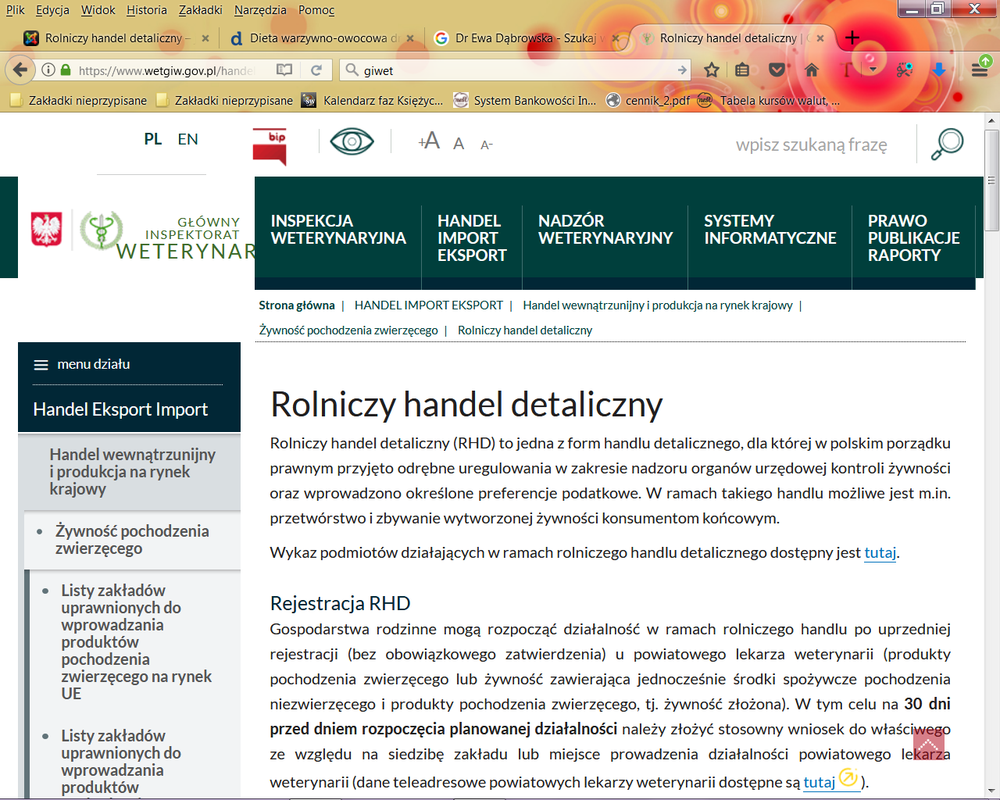 Plik Edycja Widok Historia Zakładki Narzędzia Pomoc
Rolniczy handel detaliczny – Dieta warzywno-owocowa Dr Ewa Dąbrowska - Szukaj Rolniczy handel detaliczny |
https://www.wetgiw.gov.pl/handel giwet
Zakładki nieprzypisane Zakładki nieprzypisane Kalendarz faz Księżyc... System Bankowości In... cennik_2.pdf Tabela kursów walut, ...
PL EN bip +A A A- wpisz szukaną frazę
GŁÓWNY
INSPEKTORAT
WETERYNAR
INSPEKCJA
WETERYNARYJNA
HANDEL
IMPORT
EKSPORT
NADZÓR
WETERYNARYJNY
SYSTEMY
INFORMATYCZNE
PRAWO
PUBLIKACJE
RAPORTY
Strona główna | HANDEL IMPORT EKSPORT | Handel wewnątrzunijny i produkcja na rynek krajowy |
Żywność pochodzenia zwierzęcego | Rolniczy handel detaliczny
menu działu
Handel Eksport Import
Handel wewnątrzunijny
i produkcja na rynek
krajowy
Żywność pochodzenia
zwierzęcego
Listy zakładów
uprawnionych do
wprowadzania
produktów
pochodzenia
zwierzęcego na rynek
UE
Listy zakładów
uprawnionych do
wprowadzania
produktów
Rolniczy handel detaliczny
Rolniczy handel detaliczny (RHD) to jedna z form handlu detalicznego, dla której w polskim porządku
prawnym przyjęto odrębne uregulowania w zakresie nadzoru organów urzędowej kontroli żywności
oraz wprowadzono określone preferencje podatkowe. W ramach takiego handlu możliwe jest m.in.
przetwórstwo i zbywanie wytworzonej żywności konsumentom końcowym.
Wykaz podmiotów działających w ramach rolniczego handlu detalicznego dostępny jest tutaj.
Rejestracja RHD
Gospodarstwa rodzinne mogą rozpocząć działalność w ramach rolniczego handlu po uprzedniej
rejestracji (bez obowiązkowego zatwierdzenia) u powiatowego lekarza weterynarii (produkty
pochodzenia zwierzęcego lub żywność zawierająca jednocześnie środki spożywcze pochodzenia
niezwierzęcego i produkty pochodzenia zwierzęcego, tj. żywność złożona). W tym celu na 30 dni
przed dniem rozpoczęcia planowanej działalności należy złożyć stosowny wniosek do właściwego
ze względu na siedzibę zakładu lub miejsce prowadzenia działalności powiatowego lekarza
weterynarii (dane teleadresowe powiatowych lekarzy weterynarii dostępne są tutaj ).